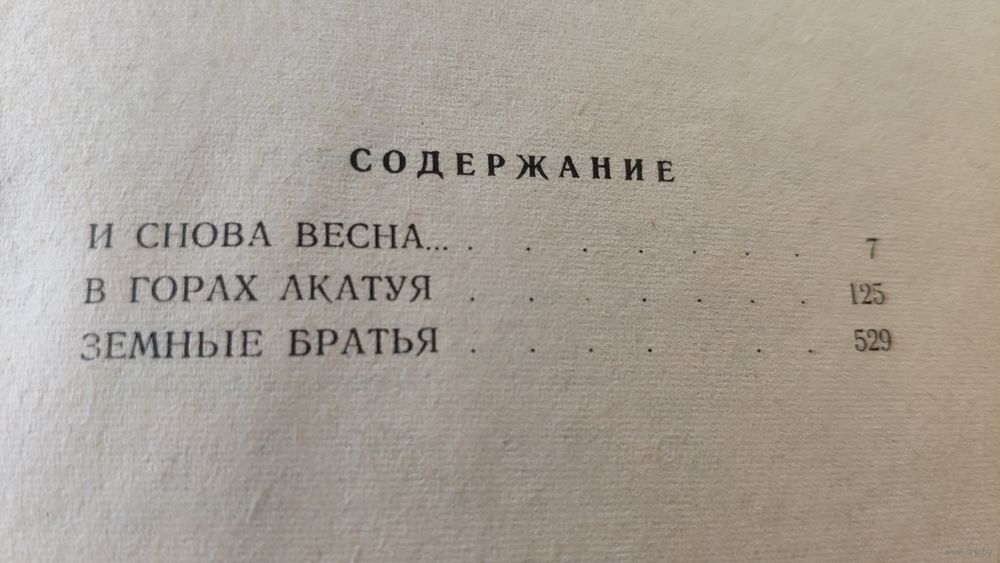 СОДЕРЖАНИЕ
И СНОВА ВЕСНА... . . . . . . . 7
В ГОРАХ АКАТУЯ . . . . . . . 125
ЗЕМНЫЕ БРАТЬЯ . . . . . . 529